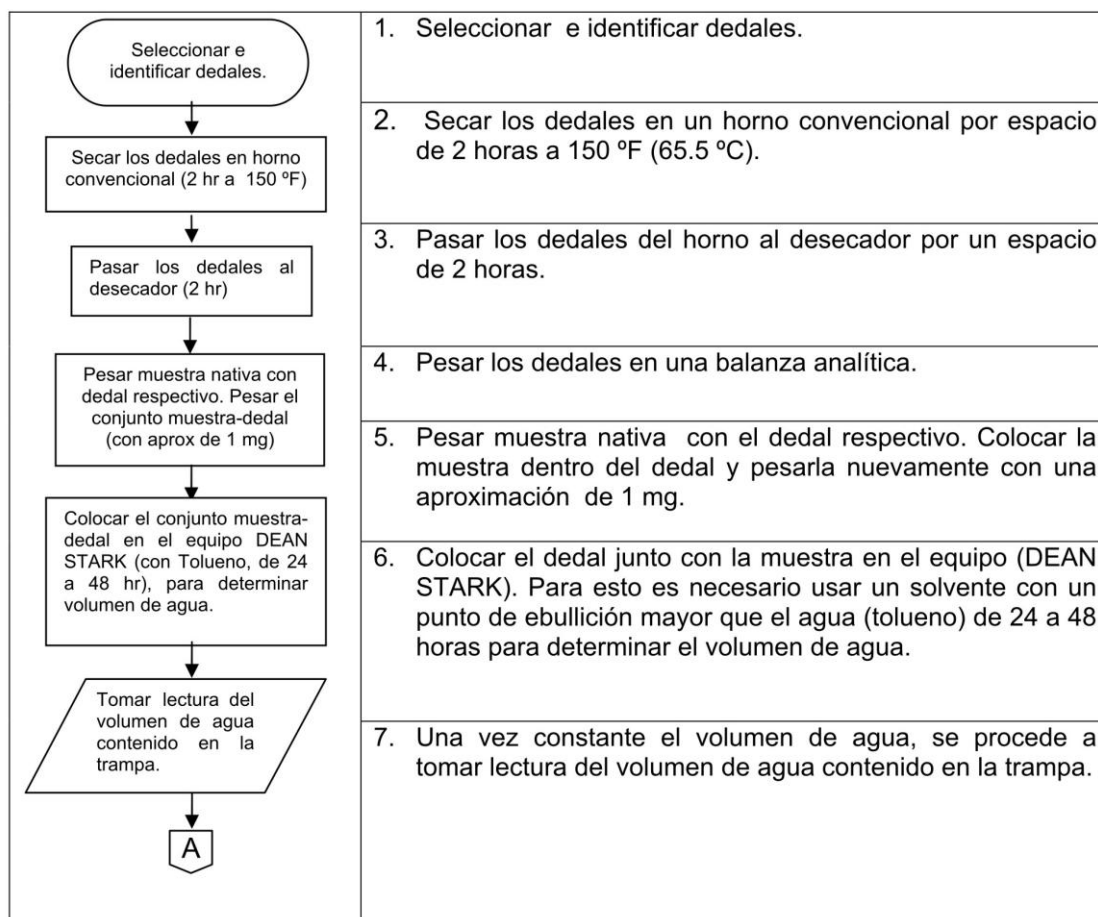 Seleccionar e
identificar dedales.
Secar los dedales en horno
convencional (2 hr a 150 ºF)
Pasar los dedales al
desecador (2 hr)
Pesar muestra nativa con
dedal respectivo. Pesar el
conjunto muestra-dedal
(con aprox de 1 mg)
Colocar el conjunto muestra-
dedal en el equipo DEAN
STARK (con Tolueno, de 24
a 48 hr), para determinar
volumen de agua.
Tomar lectura del
volumen de agua
contenido en la
trampa.
A
1. Seleccionar e identificar dedales.
2. Secar los dedales en un horno convencional por espacio
de 2 horas a 150 ºF (65.5 ºC).
3. Pasar los dedales del horno al desecador por un espacio
de 2 horas.
4. Pesar los dedales en una balanza analítica.
5. Pesar muestra nativa con el dedal respectivo. Colocar la
muestra dentro del dedal y pesarla nuevamente con una
aproximación de 1 mg.
6. Colocar el dedal junto con la muestra en el equipo (DEAN
STARK). Para esto es necesario usar un solvente con un
punto de ebullición mayor que el agua (tolueno) de 24 a 48
horas para determinar el volumen de agua.
7. Una vez constante el volumen de agua, se procede a
tomar lectura del volumen de agua contenido en la trampa.